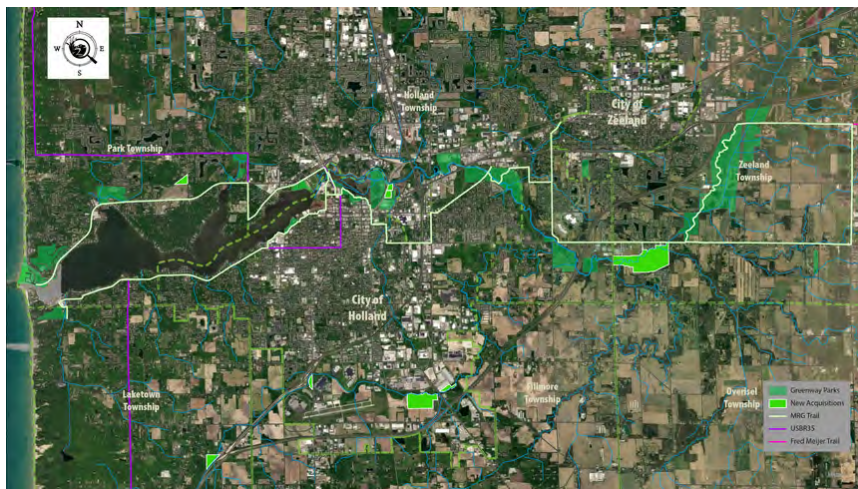 N
W
E
S
Holland
Township
City of
Zeeland
Park Township
Zeeland
Township
City of
Holland
Laketown
Township
Fillmore
Township
Overisel
Township
Greenway Parks
New Acquisitions
MRG Trail
USBR35
Fred Meijer Trail